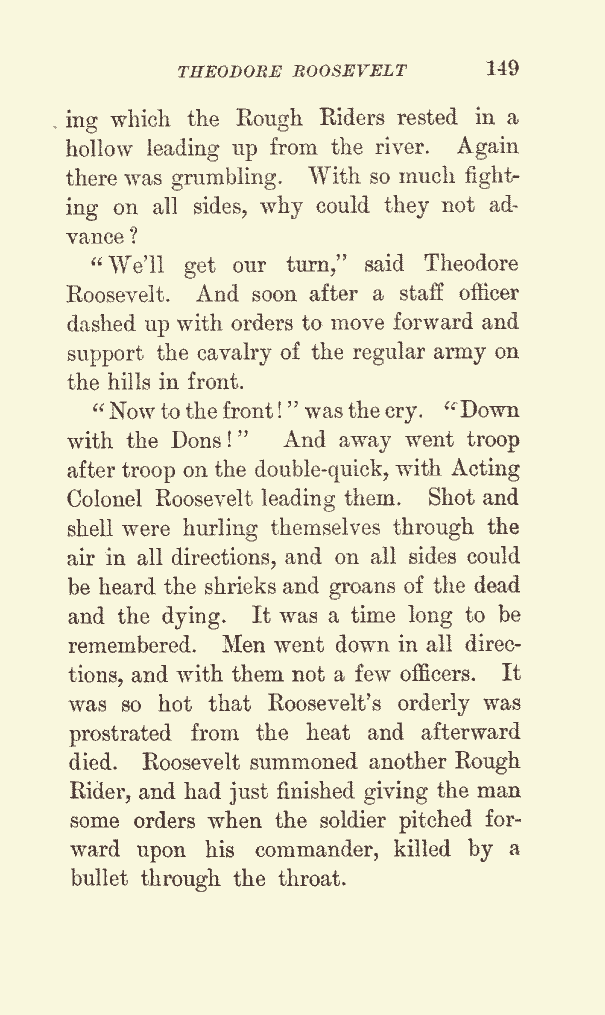 THEODORE ROOSEVELT 149
ing which the Rough Riders rested in a
hollow leading up from the river. Again
there was grumbling. With so much fight-
ing on all sides, why could they not ad-
vance?
"We'll get our turn," said Theodore
Roosevelt. And soon after a staff officer
dashed up with orders to move forward and
support the cavalry of the regular army on
the hills in front.
"Now to the front!" was the cry. "Down
with the Dons!" And away went troop
after troop on the double-quick, with Acting
Colonel Roosevelt leading them. Shot and
shell were hurling themselves through the
air in all directions, and on all sides could
be heard the shrieks and groans of the dead
and the dying. It was a time long to be
remembered. Men went down in all direc-
tions, and with them not a few officers. It
was so hot that Roosevelt's orderly was
prostrated from the heat and afterward
died. Roosevelt summoned another Rough
Rider, and had just finished giving the man
some orders when the soldier pitched for-
ward upon his commander, killed by a
bullet through the throat.